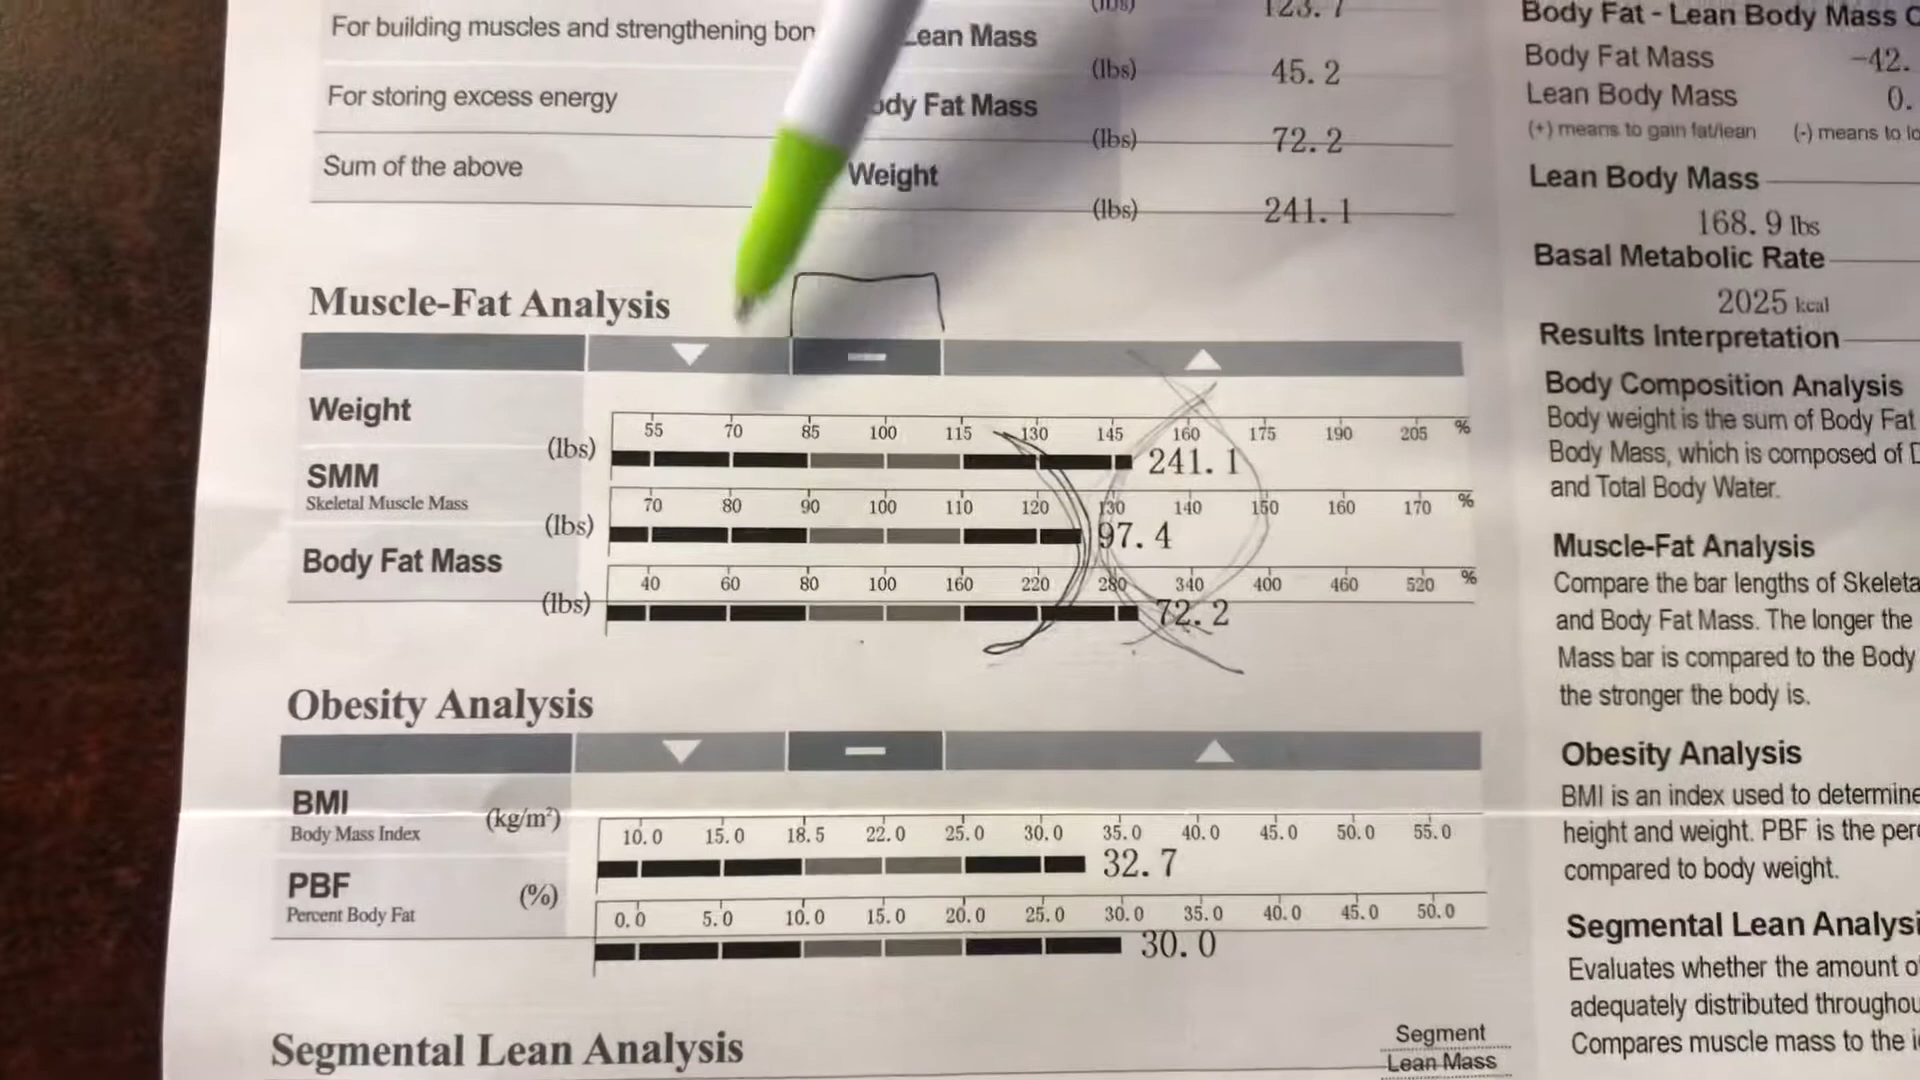 For building muscles and strengthening bon
Lean Mass
(lbs)
123.7
(lbs)
45.2
For storing excess energy
Body Fat Mass
(lbs)
72.2
Sum of the above
Weight
(lbs)
241.1
Muscle-Fat Analysis
Weight
(lbs)
55 70 85 100 115 130 145 160 175 190 205 %
241.1
SMM
Skeletal Muscle Mass
(lbs)
70 80 90 100 110 120 130 140 150 160 170 %
97.4
Body Fat Mass
(lbs)
40 60 80 100 160 220 280 340 400 460 520 %
72.2
Obesity Analysis
BMI
Body Mass Index
(kg/m²)
10.0 15.0 18.5 22.0 25.0 30.0 35.0 40.0 45.0 50.0 55.0
32.7
PBF
Percent Body Fat
(%)
0.0 5.0 10.0 15.0 20.0 25.0 30.0 35.0 40.0 45.0 50.0
30.0
Segmental Lean Analysis
Segment
Lean Mass
Body Fat - Lean Body Mass C
Body Fat Mass -42.
Lean Body Mass 0.
(+) means to gain fat/lean (-) means to lo
Lean Body Mass
168.9 lbs
Basal Metabolic Rate
2025 kcal
Results Interpretation
Body Composition Analysis
Body weight is the sum of Body Fat
Body Mass, which is composed of D
and Total Body Water.
Muscle-Fat Analysis
Compare the bar lengths of Skeleta
and Body Fat Mass. The longer the
Mass bar is compared to the Body
the stronger the body is.
Obesity Analysis
BMI is an index used to determine
height and weight. PBF is the per
compared to body weight.
Segmental Lean Analysi
Evaluates whether the amount o
adequately distributed throughou
Compares muscle mass to the i